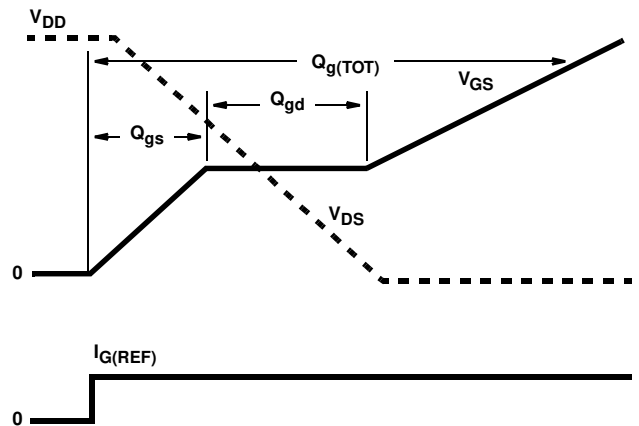 V_DD
Q_g(TOT)
V_GS
Q_gd
Q_gs
V_DS
0
I_G(REF)
0